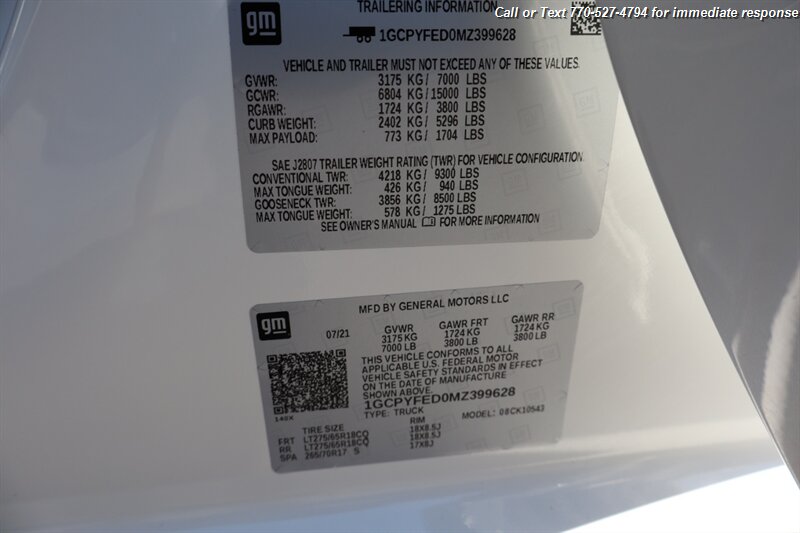 Call or Text 770-527-4794 for immediate response
gm
TRAILERING INFORMATION
1GCPYFED0MZ399628
VEHICLE AND TRAILER MUST NOT EXCEED ANY OF THESE VALUES
GVWR: 3175 KG / 7000 LBS
GCWR: 6804 KG / 15000 LBS
RGAWR: 1724 KG / 3800 LBS
CURB WEIGHT: 2402 KG / 5296 LBS
MAX PAYLOAD: 773 KG / 1704 LBS
SAE J2807 TRAILER WEIGHT RATING (TWR) FOR VEHICLE CONFIGURATION
CONVENTIONAL TWR: 4218 KG / 9300 LBS
MAX TONGUE WEIGHT: 426 KG / 940 LBS
GOOSENECK TWR: 3856 KG / 8500 LBS
MAX TONGUE WEIGHT: 578 KG / 1275 LBS
SEE OWNER'S MANUAL FOR MORE INFORMATION
gm
MFD BY GENERAL MOTORS LLC
07/21 GVWR GAWR FRT GAWR RR
3175 KG 1724 KG 1724 KG
7000 LB 3800 LB 3800 LB
THIS VEHICLE CONFORMS TO ALL
APPLICABLE U.S. FEDERAL MOTOR
VEHICLE SAFETY STANDARDS IN EFFECT
ON THE DATE OF MANUFACTURE
SHOWN ABOVE.
1GCPYFED0MZ399628
TYPE: TRUCK MODEL: 08CK10543
140X
TIRE SIZE RIM
FRT LT275/65R18CQ 18X8.5J
RR LT275/65R18CQ 18X8.5J
SPA 265/70R17 S 17X8J